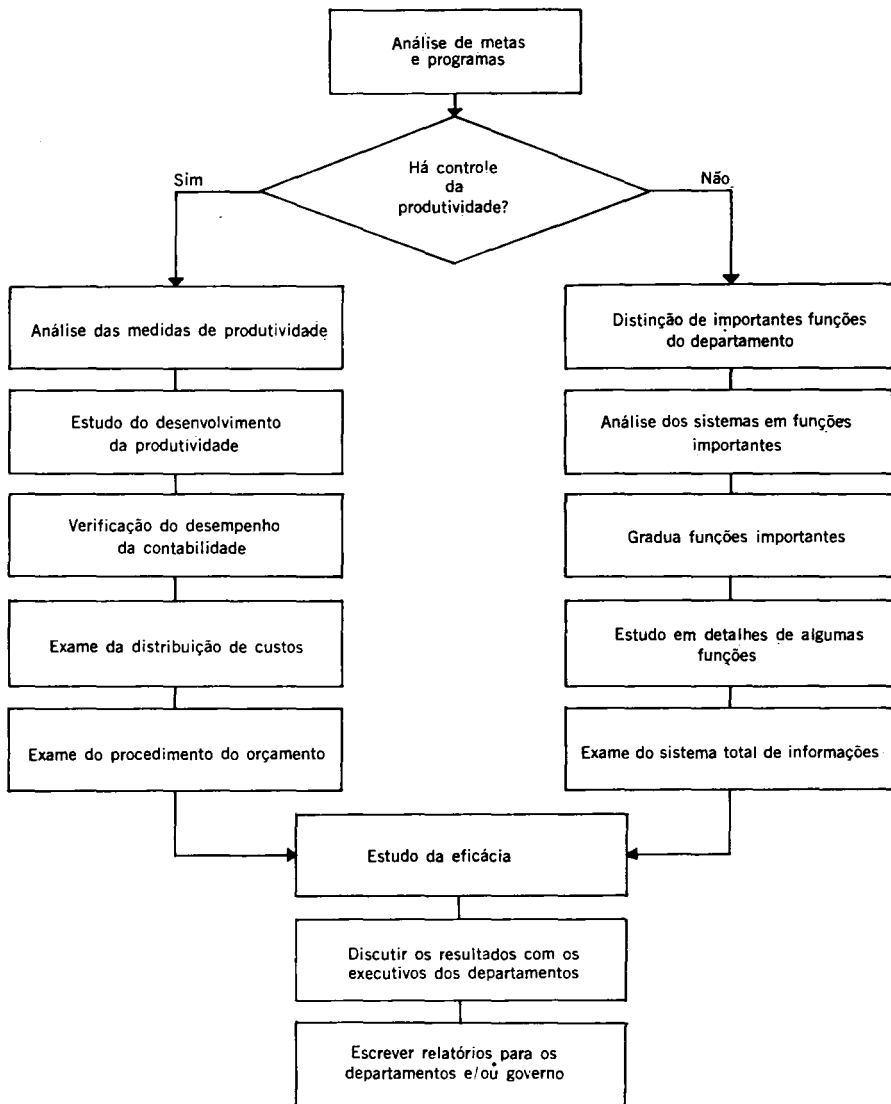 Análise de metas
e programas
Há controle
da
produtividade?
Sim
Não
Análise das medidas de produtividade
Estudo do desenvolvimento
da produtividade
Verificação do desempenho
da contabilidade
Exame da distribuição de custos
Exame do procedimento do orçamento
Distinção de importantes funções
do departamento
Análise dos sistemas em funções
importantes
Gradua funções importantes
Estudo em detalhes de algumas
funções
Exame do sistema total de informações
Estudo da eficácia
Discutir os resultados com os
executivos dos departamentos
Escrever relatórios para os
departamentos e/ou governo